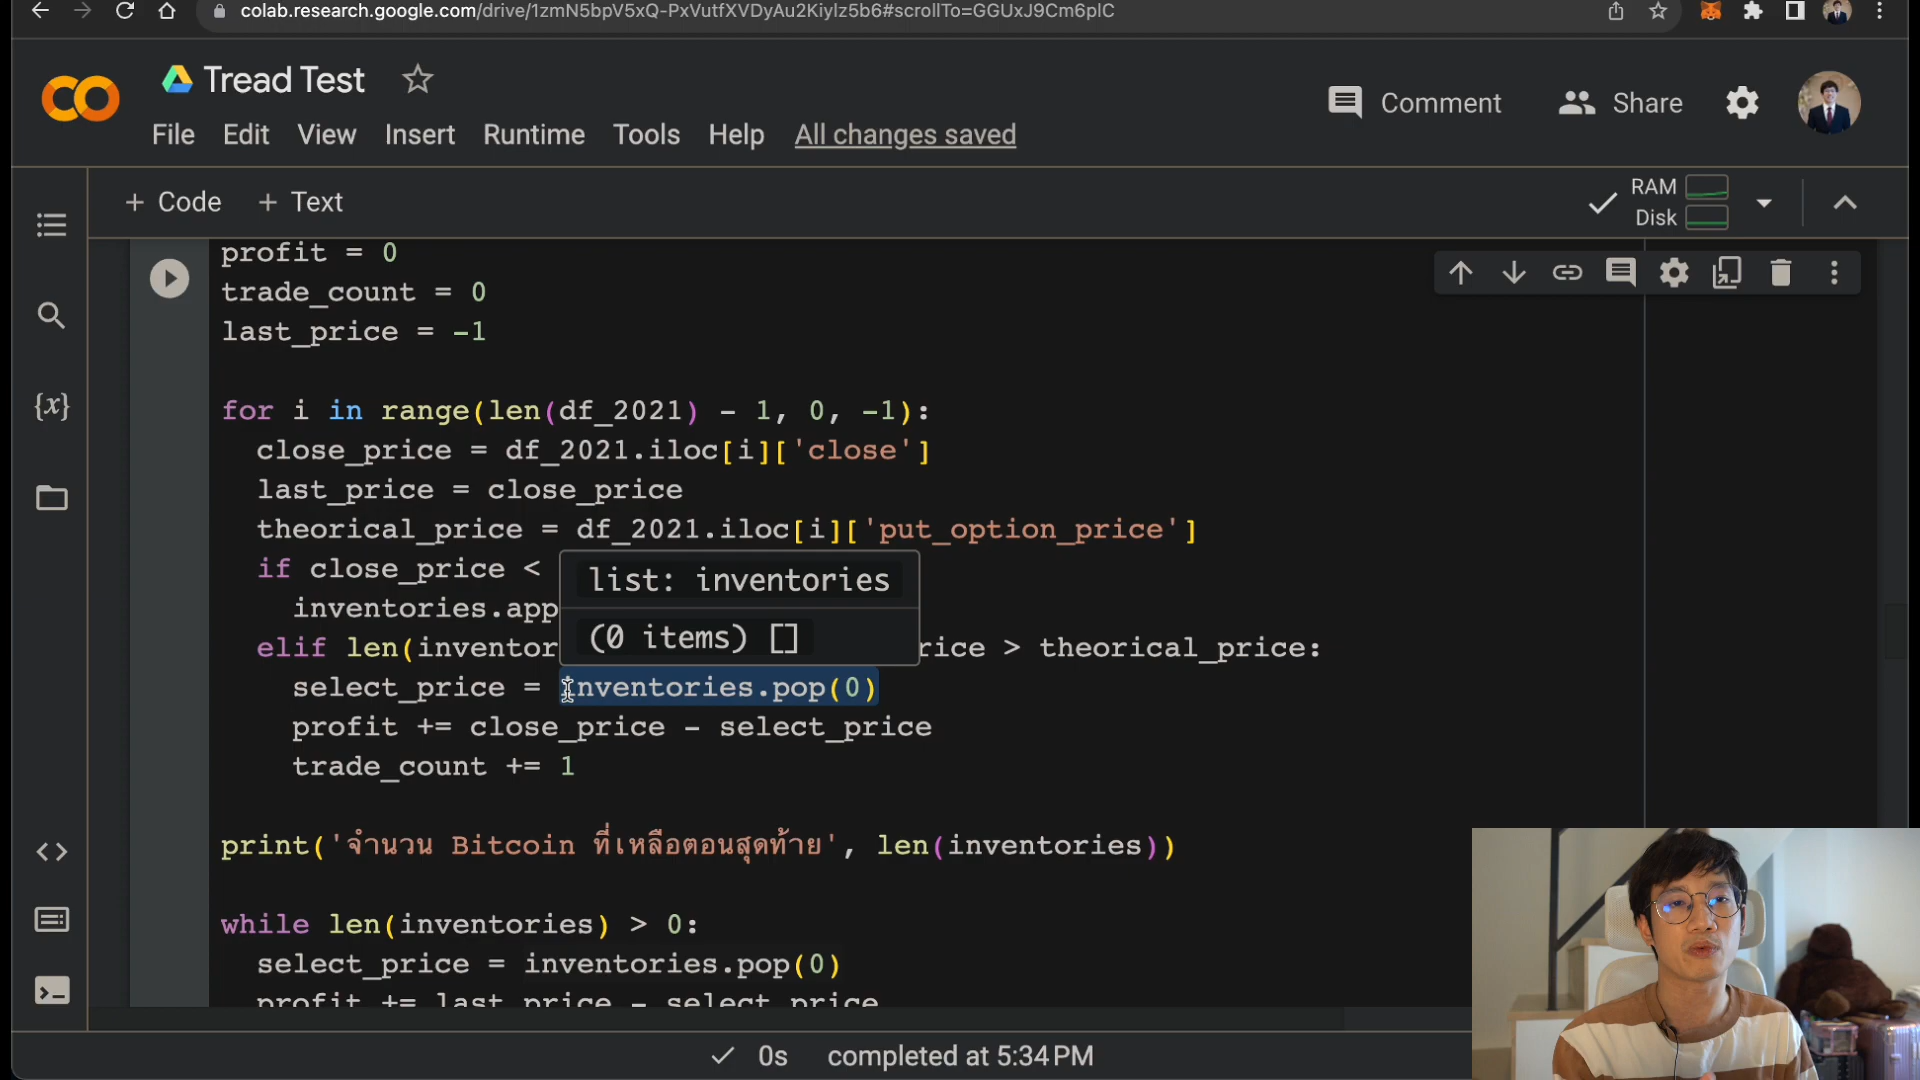 colab.research.google.com/drive/1zmN5bpV5xQ-PxVutfXVDyAu2Kiylz5b6#scrollTo=GGUxJ9Cm6plC
Tread Test
Comment
Share
File Edit View Insert Runtime Tools Help All changes saved
+ Code + Text
RAM
Disk
profit = 0
trade_count = 0
last_price = -1
for i in range(len(df_2021) - 1, 0, -1):
close_price = df_2021.iloc[i]['close']
last_price = close_price
theorical_price = df_2021.iloc[i]['put_option_price']
if close_price <
list: inventories
inventories.app
(0 items) []
elif len(inventor rice > theorical_price:
select_price = inventories.pop(0)
profit += close_price - select_price
trade_count += 1
print('จำนวน Bitcoin ที่เหลือตอนสุดท้าย', len(inventories))
while len(inventories) > 0:
select_price = inventories.pop(0)
profit += last_price - select_price
0s completed at 5:34 PM